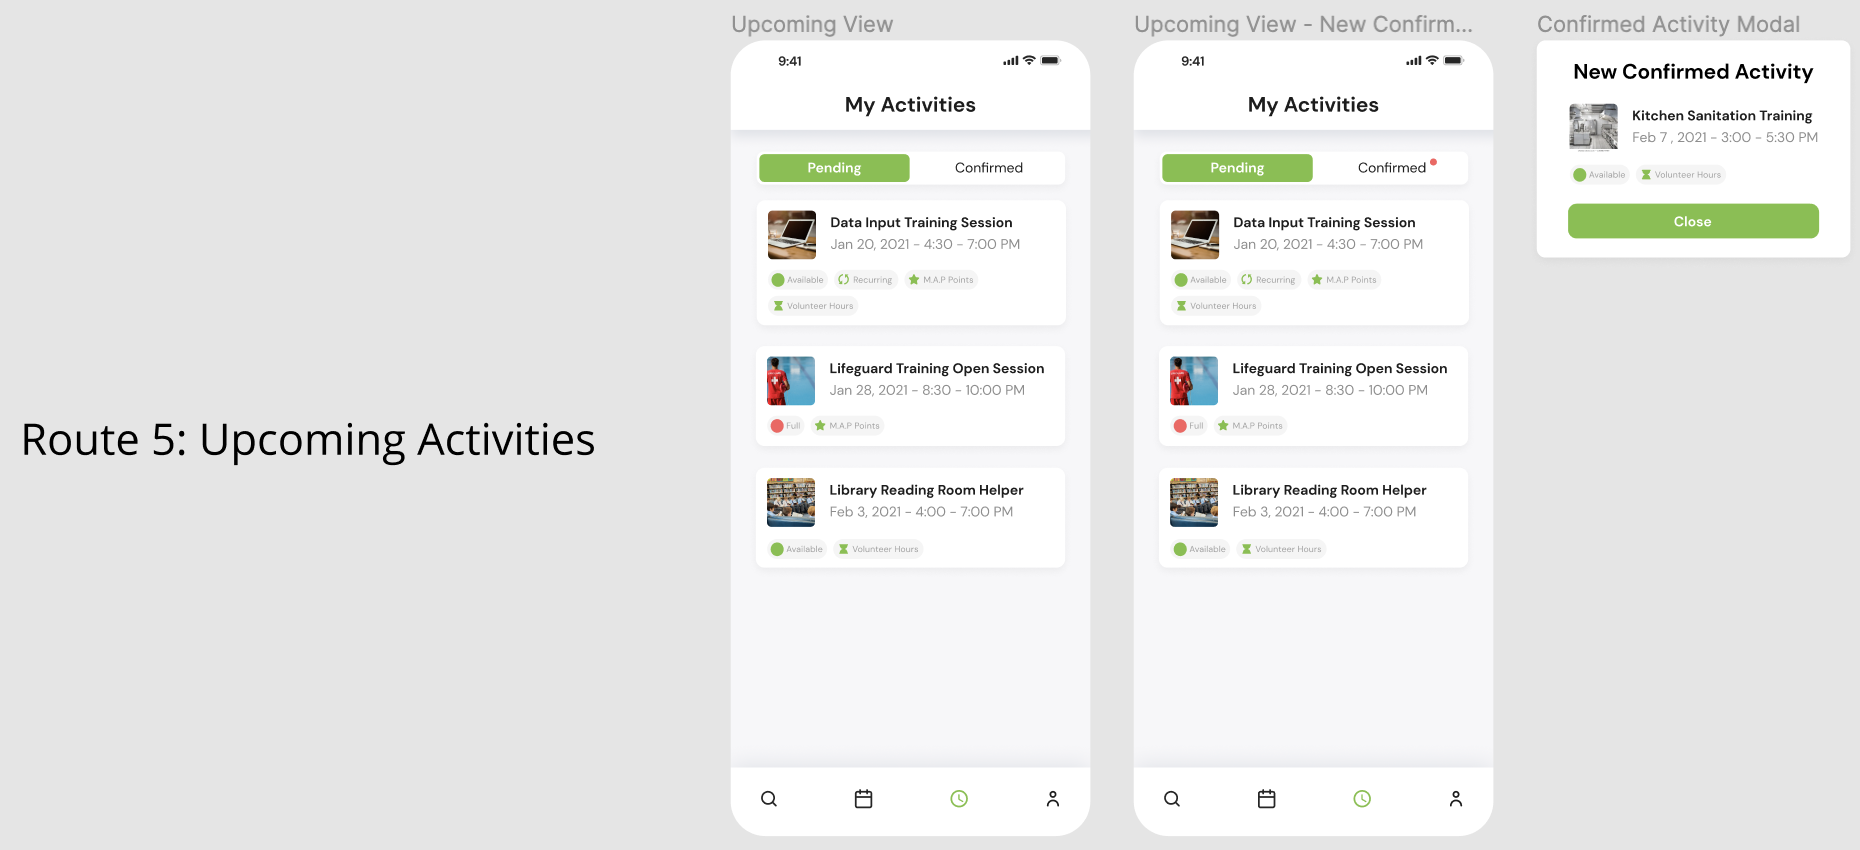 Route 5: Upcoming Activities
Upcoming View
9:41
My Activities
Pending
Confirmed
Data Input Training Session
Jan 20, 2021 - 4:30 - 7:00 PM
Available
Recurring
M.A.P Points
Volunteer Hours
Lifeguard Training Open Session
Jan 28, 2021 - 8:30 - 10:00 PM
Full
M.A.P Points
Library Reading Room Helper
Feb 3, 2021 - 4:00 - 7:00 PM
Available
Volunteer Hours
Upcoming View - New Confirm...
9:41
My Activities
Pending
Confirmed
Data Input Training Session
Jan 20, 2021 - 4:30 - 7:00 PM
Available
Recurring
M.A.P Points
Volunteer Hours
Lifeguard Training Open Session
Jan 28, 2021 - 8:30 - 10:00 PM
Full
M.A.P Points
Library Reading Room Helper
Feb 3, 2021 - 4:00 - 7:00 PM
Available
Volunteer Hours
Confirmed Activity Modal
New Confirmed Activity
Kitchen Sanitation Training
Feb 7 , 2021 - 3:00 - 5:30 PM
Available
Volunteer Hours
Close